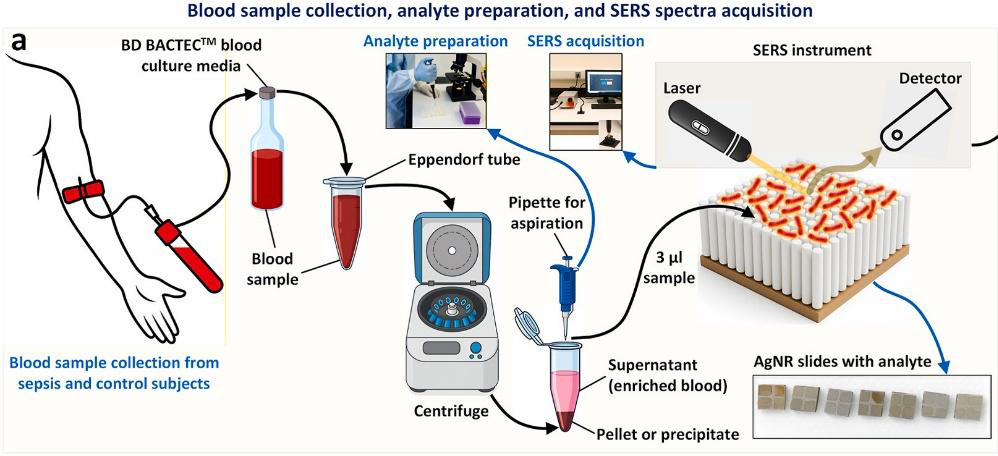 Blood sample collection, analyte preparation, and SERS spectra acquisition
a
BD BACTEC™ blood
culture media
Analyte preparation
SERS acquisition
SERS instrument
Laser
Detector
Eppendorf tube
Pipette for
aspiration
3 µl
sample
Blood
sample
Blood sample collection from
sepsis and control subjects
Centrifuge
Supernatant
(enriched blood)
Pellet or precipitate
AgNR slides with analyte